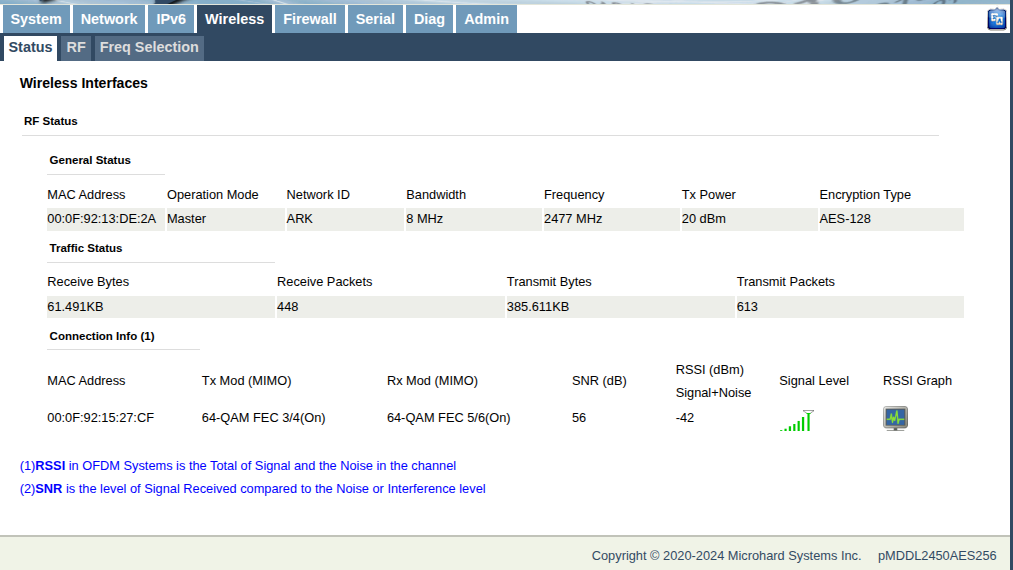 System Network IPv6 Wireless Firewall Serial Diag Admin
Status RF Freq Selection
Wireless Interfaces
RF Status
General Status
MAC Address Operation Mode Network ID Bandwidth Frequency Tx Power Encryption Type
00:0F:92:13:DE:2A Master ARK 8 MHz 2477 MHz 20 dBm AES-128
Traffic Status
Receive Bytes Receive Packets Transmit Bytes Transmit Packets
61.491KB 448 385.611KB 613
Connection Info (1)
MAC Address Tx Mod (MIMO) Rx Mod (MIMO) SNR (dB) RSSI (dBm) Signal+Noise Signal Level RSSI Graph
00:0F:92:15:27:CF 64-QAM FEC 3/4(On) 64-QAM FEC 5/6(On) 56 -42
(1)RSSI in OFDM Systems is the Total of Signal and the Noise in the channel
(2)SNR is the level of Signal Received compared to the Noise or Interference level
Copyright © 2020-2024 Microhard Systems Inc. pMDDL2450AES256